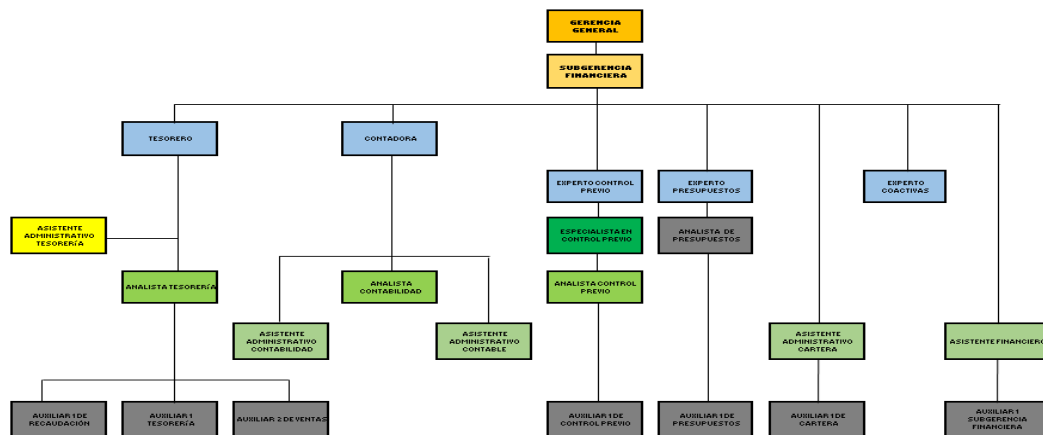 GERENCIA
GENERAL
SUBGERENCIA
FINANCIERA
TESORERO
CONTADORA
EXPERTO CONTROL
PREVIO
EXPERTO
PRESUPUESTOS
EXPERTO
COACTIVAS
ASISTENTE
ADMINISTRATIVO
TESORERÍA
ESPECIALISTA EN
CONTROL PREVIO
ANALISTA DE
PRESUPUESTOS
ANALISTA TESORERÍA
ANALISTA
CONTABILIDAD
ANALISTA CONTROL
PREVIO
ASISTENTE
ADMINISTRATIVO
CONTABILIDAD
ASISTENTE
ADMINISTRATIVO
CONTABLE
ASISTENTE
ADMINISTRATIVO
CARTERA
ASISTENTE FINANCIERO
AUXILIAR 1 DE
RECAUDACIÓN
AUXILIAR 1
TESORERÍA
AUXILIAR 2 DE VENTAS
AUXILIAR 1 DE
CONTROL PREVIO
AUXILIAR 1 DE
PRESUPUESTOS
AUXILIAR 1 DE
CARTERA
AUXILIAR 1
SUBGERENCIA
FINANCIERA